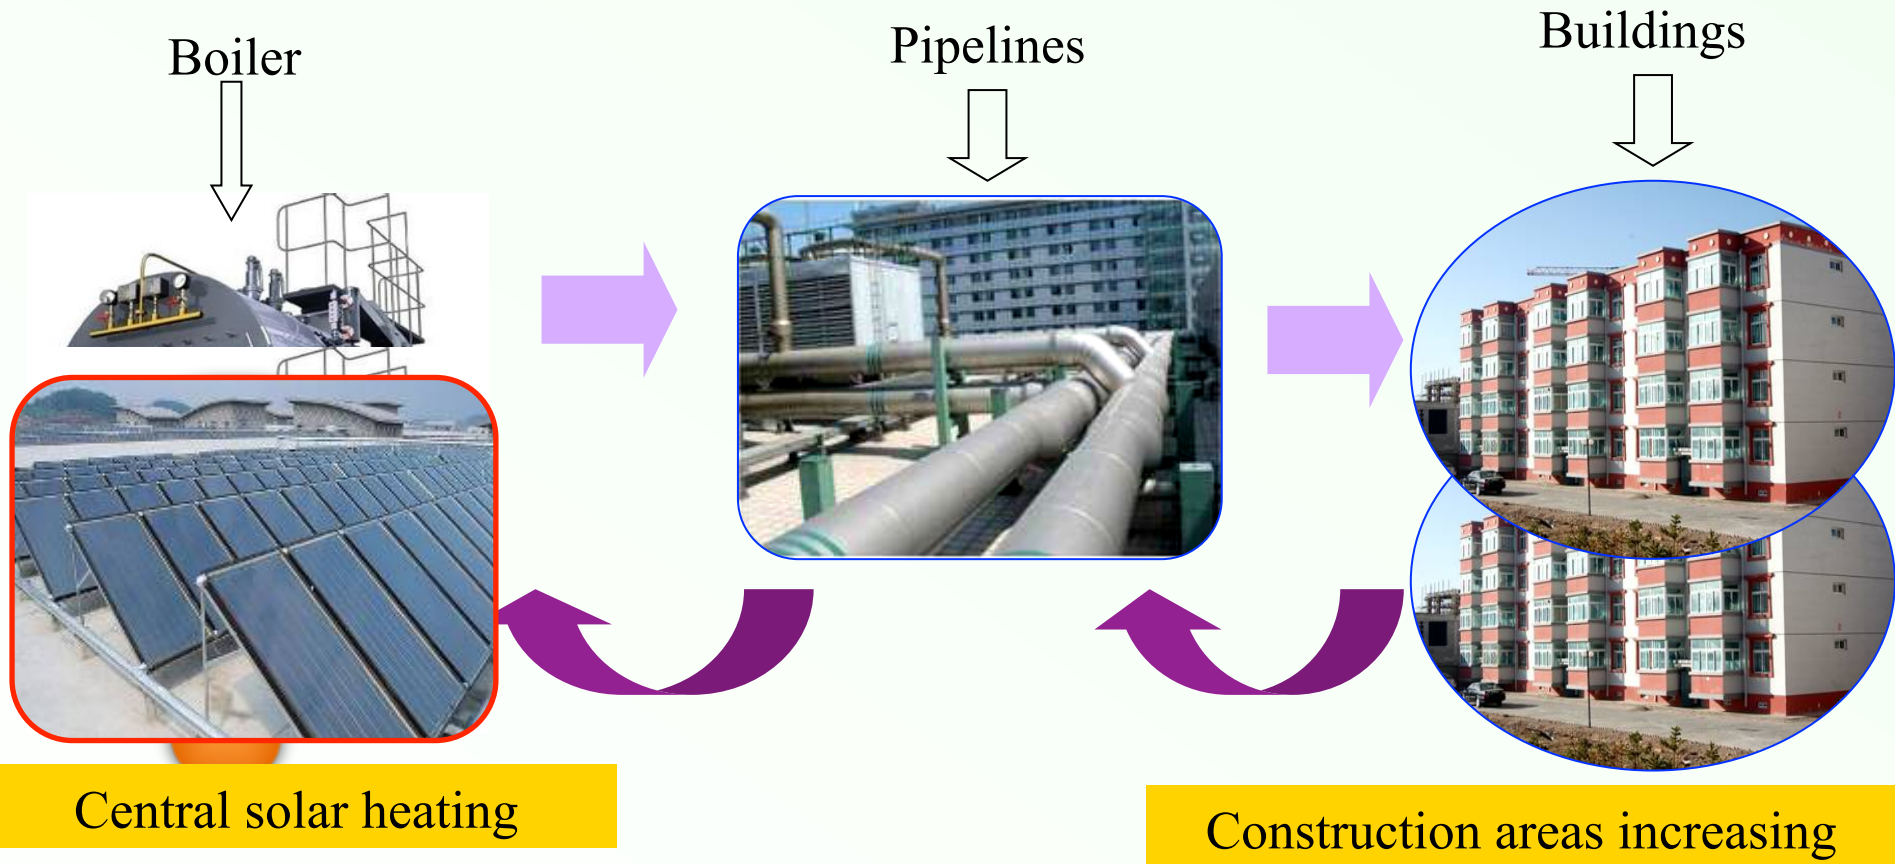 Boiler
Pipelines
Buildings
Central solar heating
Construction areas increasing